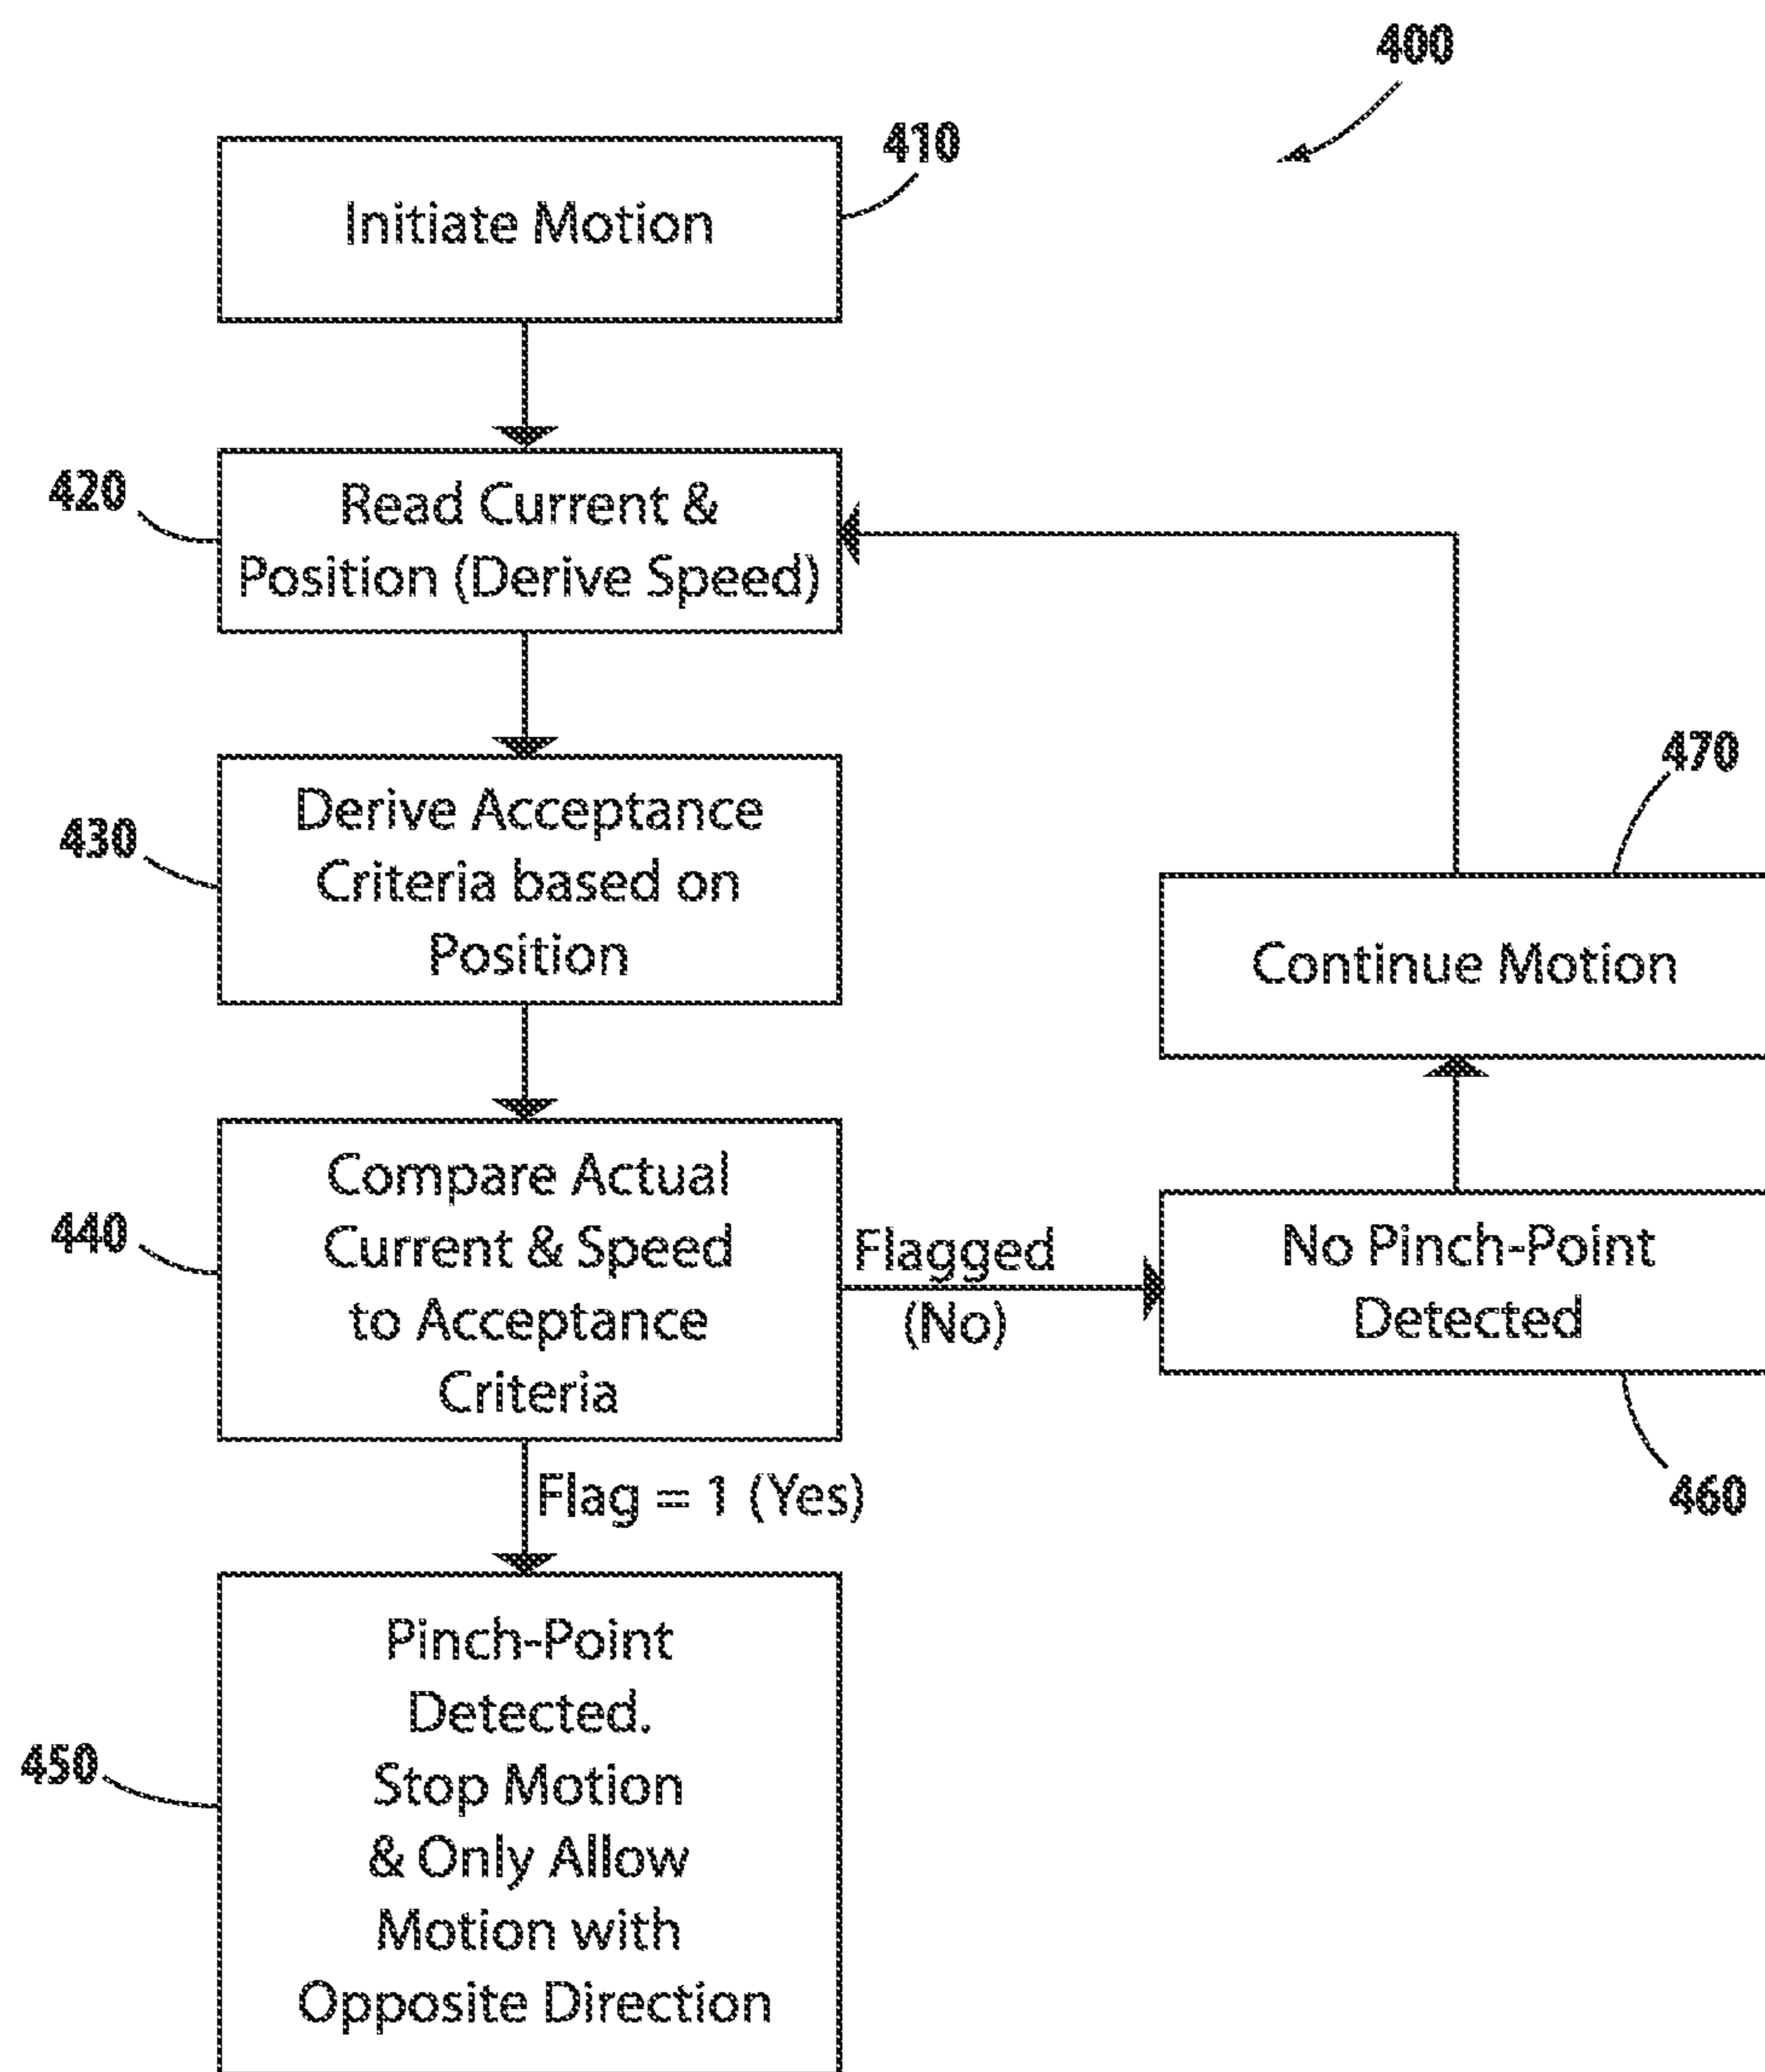 400
410
Initiate Motion
420
Read Current &
Position (Derive Speed)
430
Derive Acceptance
Criteria based on
Position
470
Continue Motion
440
Compare Actual
Current & Speed
to Acceptance
Criteria
Flagged
(No)
No Pinch-Point
Detected
460
Flag = 1 (Yes)
450
Pinch-Point
Detected.
Stop Motion
& Only Allow
Motion with
Opposite Direction